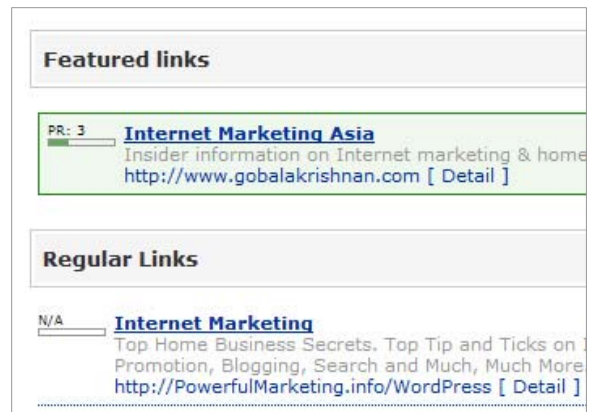 Featured links
PR: 3
Internet Marketing Asia
Insider information on Internet marketing & home
http://www.gobalakrishnan.com [ Detail ]
Regular Links
N/A
Internet Marketing
Top Home Business Secrets. Top Tip and Ticks on
Promotion, Blogging, Search and Much, Much More
http://PowerfulMarketing.info/WordPress [ Detail ]